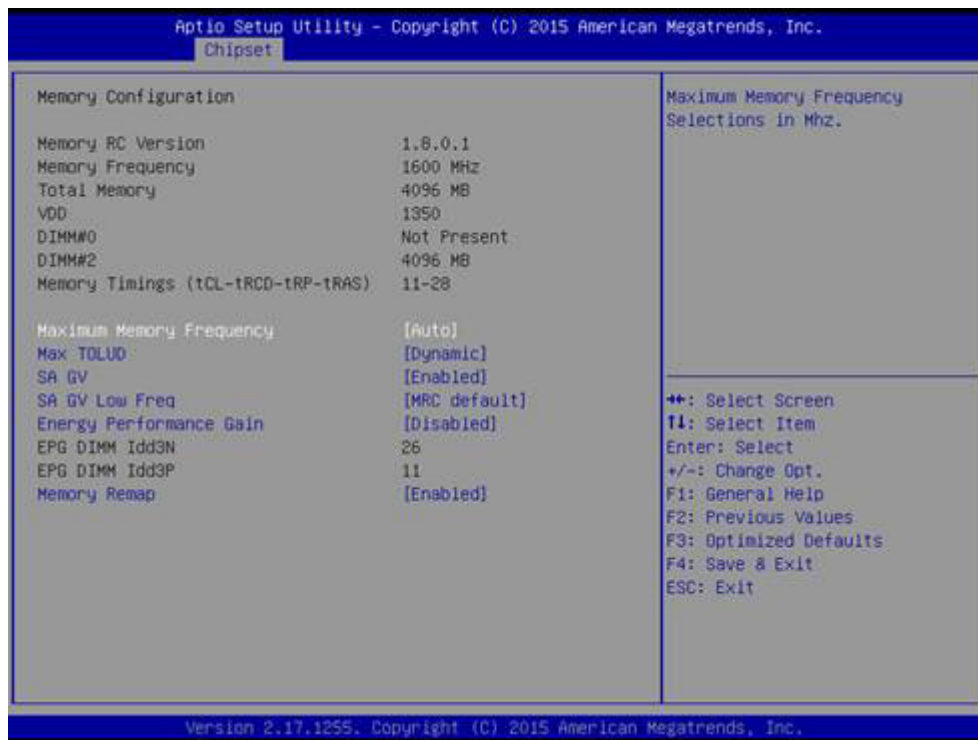 Aptio Setup Utility - Copyright (C) 2015 American Megatrends, Inc.
Chipset
Memory Configuration
Memory RC Version 1.8.0.1
Memory Frequency 1600 MHz
Total Memory 4096 MB
VDD 1350
DIMM#0 Not Present
DIMM#2 4096 MB
Memory Timings (tCL-tRCD-tRP-tRAS) 11-28
Maximum Memory Frequency [Auto]
Max TOLUD [Dynamic]
SA GV [Enabled]
SA GV Low Freq [MRC default]
Energy Performance Gain [Disabled]
EPG DIMM Idd3N 26
EPG DIMM Idd3P 11
Memory Remap [Enabled]
Maximum Memory Frequency
Selections in Mhz.
→←: Select Screen
↑↓: Select Item
Enter: Select
+/-: Change Opt.
F1: General Help
F2: Previous Values
F3: Optimized Defaults
F4: Save & Exit
ESC: Exit
Version 2.17.1255. Copyright (C) 2015 American Megatrends, Inc.